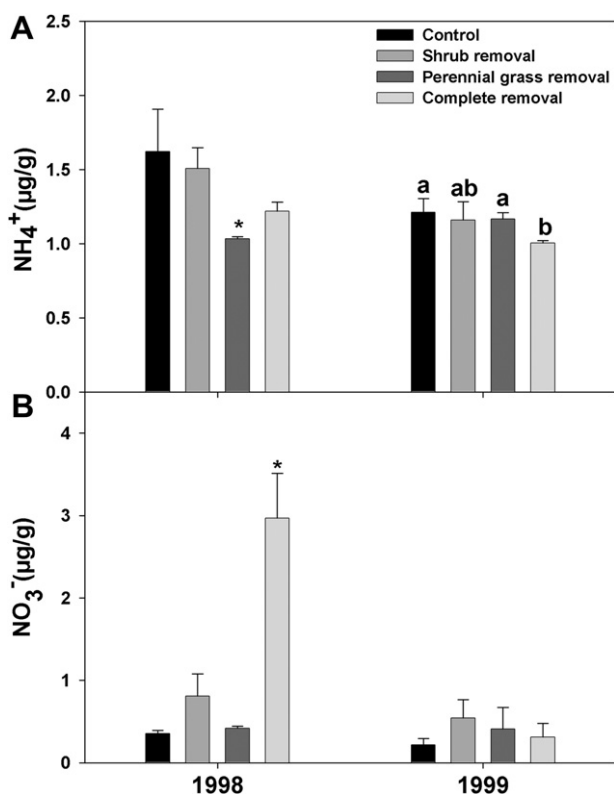 A
2.5
2.0
1.5
1.0
0.5
0.0
NH₄⁺(µg/g)
Control
Shrub removal
Perennial grass removal
Complete removal
*
a ab a b
B
4
3
2
1
0
NO₃⁻(µg/g)
*
1998 1999